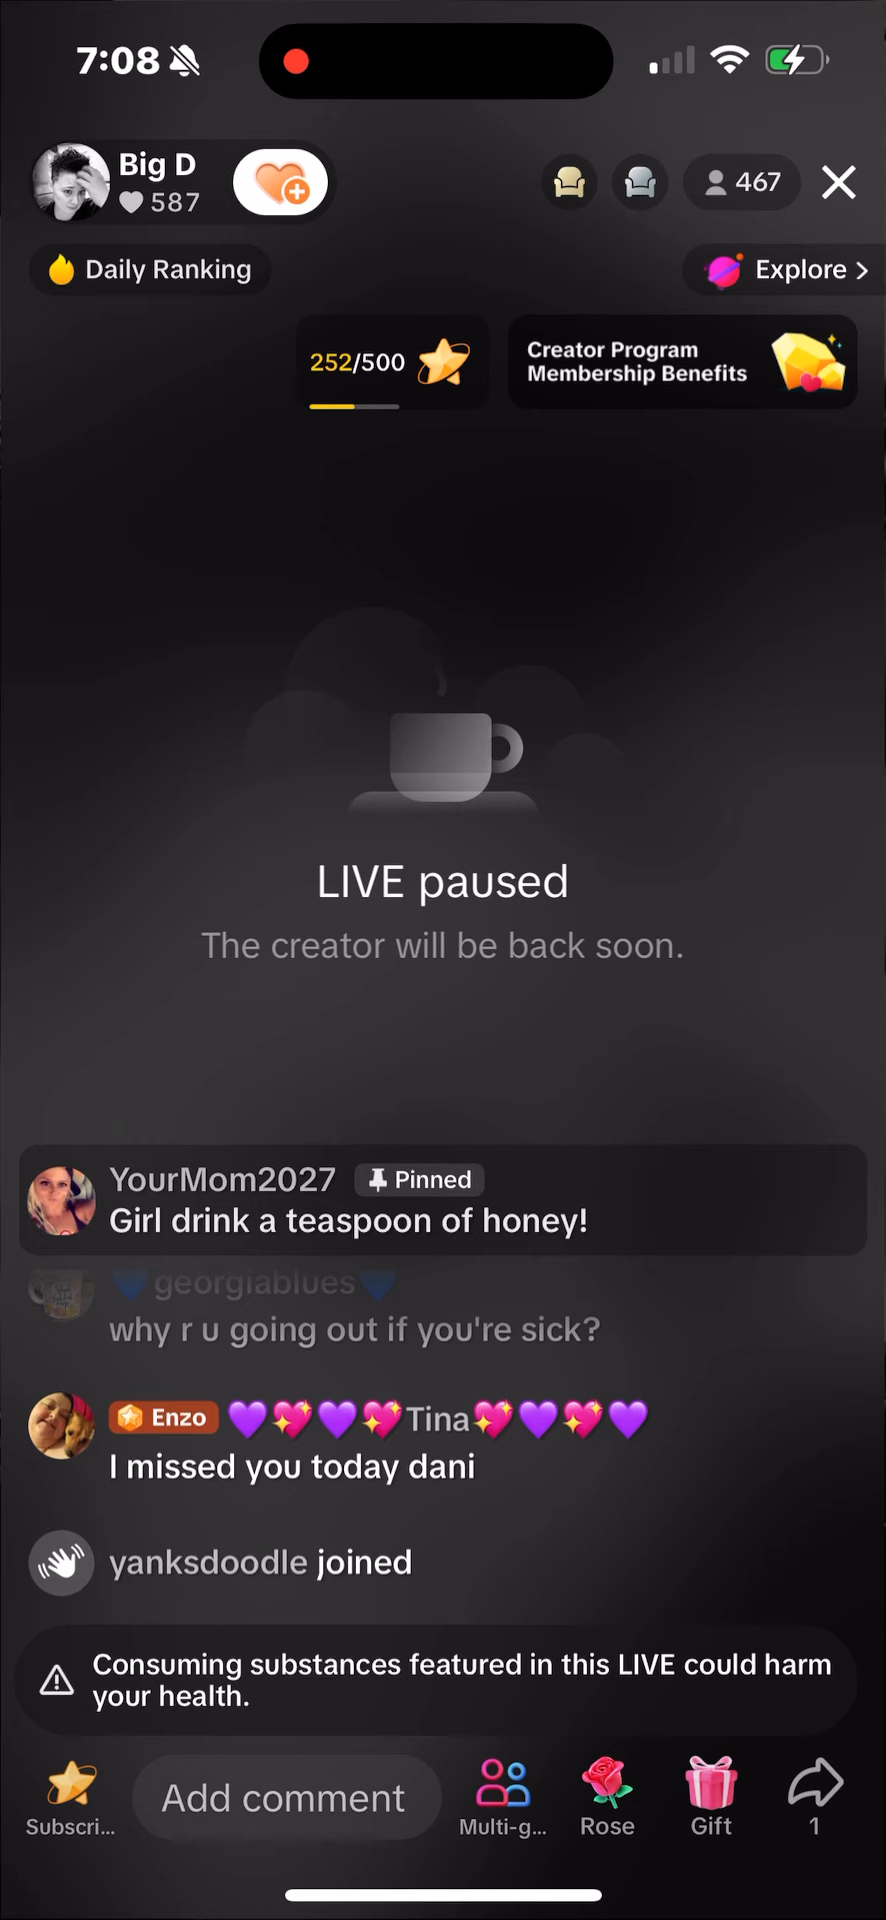 7:08
Big D
587
467
Daily Ranking
Explore >
252/500
Creator Program
Membership Benefits
LIVE paused
The creator will be back soon.
YourMom2027 Pinned
Girl drink a teaspoon of honey!
💙georgiablues💙
why r u going out if you're sick?
Enzo 💜💖💜💖Tina💖💜💖💜
I missed you today dani
yanksdoodle joined
Consuming substances featured in this LIVE could harm
your health.
Add comment
Subscri... Multi-g... Rose Gift 1